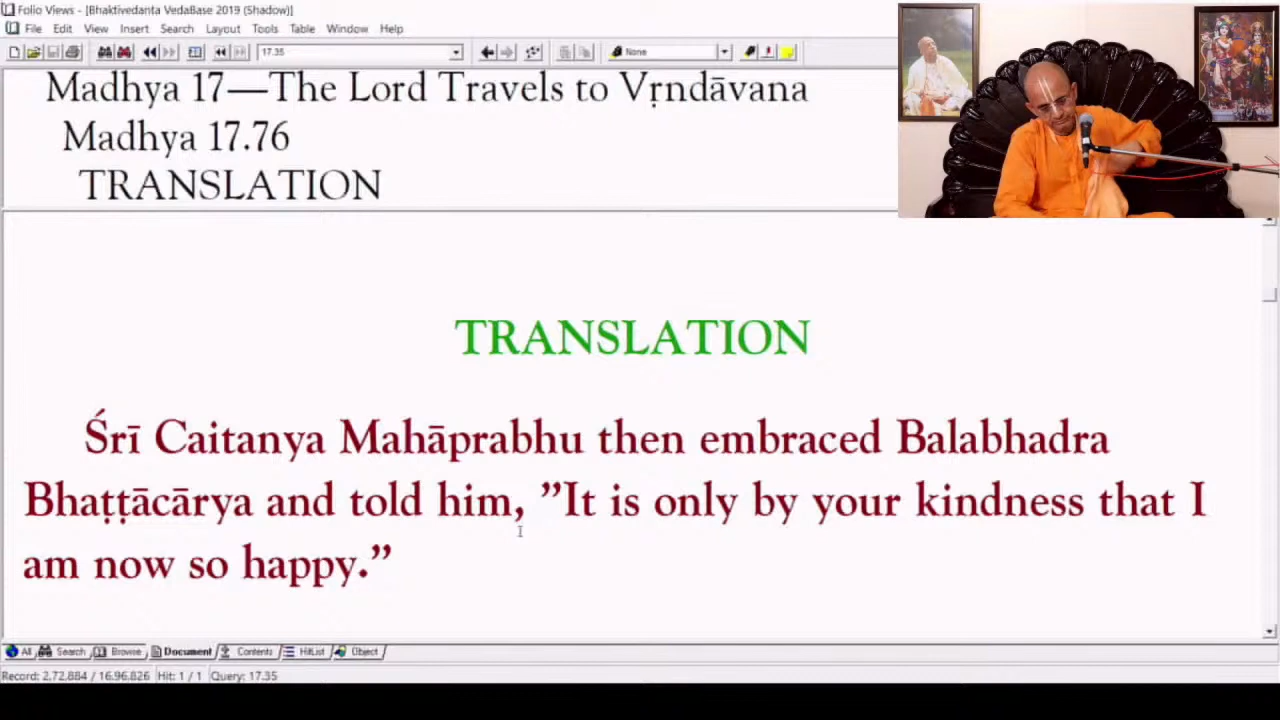 Folio Views - [Bhaktivedanta VedaBase 2019 (Shadow)]
File Edit View Insert Search Layout Tools Table Window Help
17.35 None
Madhya 17—The Lord Travels to Vṛndāvana
Madhya 17.76
TRANSLATION
TRANSLATION
Śrī Caitanya Mahāprabhu then embraced Balabhadra
Bhaṭṭācārya and told him, ”It is only by your kindness that I
am now so happy.”
All Search Browse Document Contents HitList Object
Record: 2,72,884 / 16,96,826 Hit: 1 / 1 Query: 17.35